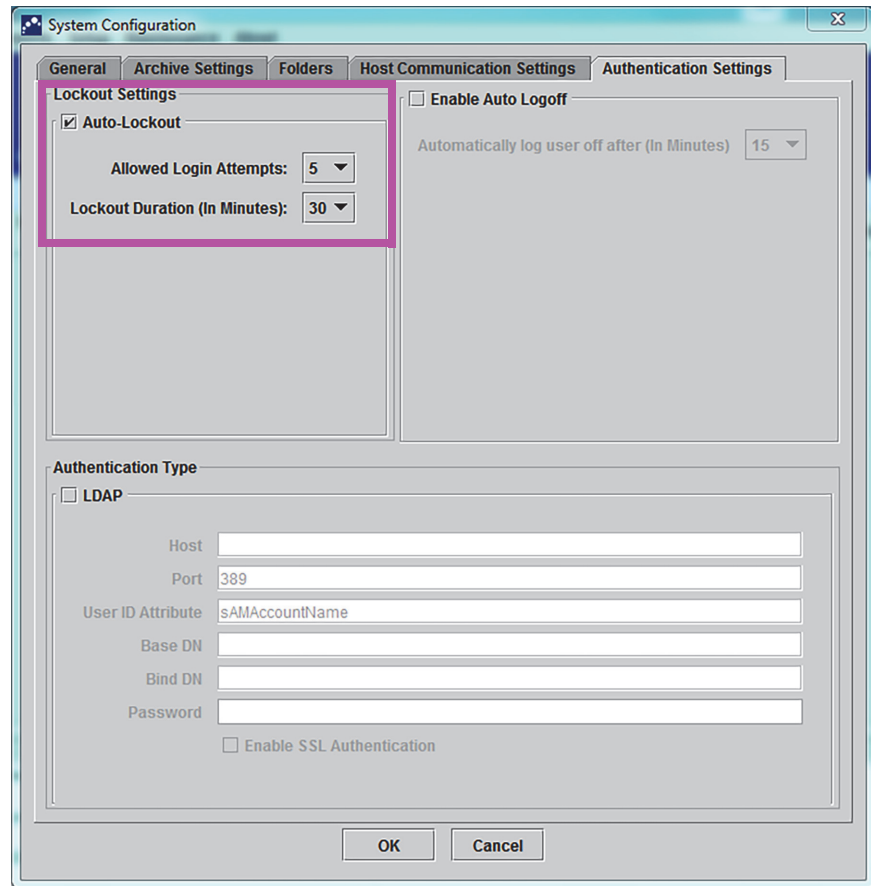 System Configuration
General Archive Settings Folders Host Communication Settings Authentication Settings
Lockout Settings
Auto-Lockout
Allowed Login Attempts: 5
Lockout Duration (In Minutes): 30
Enable Auto Logoff
Automatically log user off after (In Minutes) 15
Authentication Type
LDAP
Host
Port 389
User ID Attribute sAMAccountName
Base DN
Bind DN
Password
Enable SSL Authentication
OK Cancel